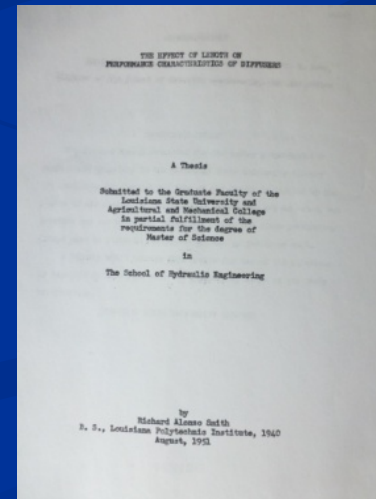 THE EFFECT OF LENGTH ON
PERFORMANCE CHARACTERISTICS OF DIFFUSERS
A Thesis
Submitted to the Graduate Faculty of the
Louisiana State University and
Agricultural and Mechanical College
in partial fulfillment of the
requirements for the degree of
Master of Science
in
The School of Hydraulic Engineering
by
Richard Alonso Smith
B. S., Louisiana Polytechnic Institute, 1940
August, 1951